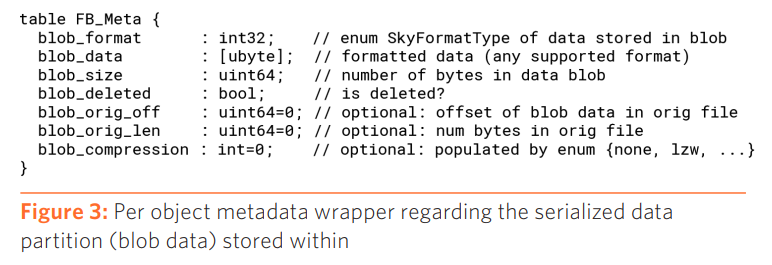 table FB_Meta {
  blob_format      : int32;    // enum SkyFormatType of data stored in blob
  blob_data        : [ubyte];  // formatted data (any supported format)
  blob_size        : uint64;   // number of bytes in data blob
  blob_deleted     : bool;     // is deleted?
  blob_orig_off    : uint64=0; // optional: offset of blob data in orig file
  blob_orig_len    : uint64=0; // optional: num bytes in orig file
  blob_compression : int=0;    // optional: populated by enum {none, lzw, ...}
}
Figure 3: Per object metadata wrapper regarding the serialized data
partition (blob data) stored within